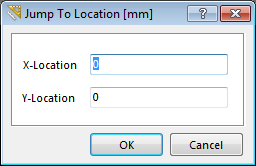 Jump To Location [mm]
X-Location 0
Y-Location 0
OK Cancel